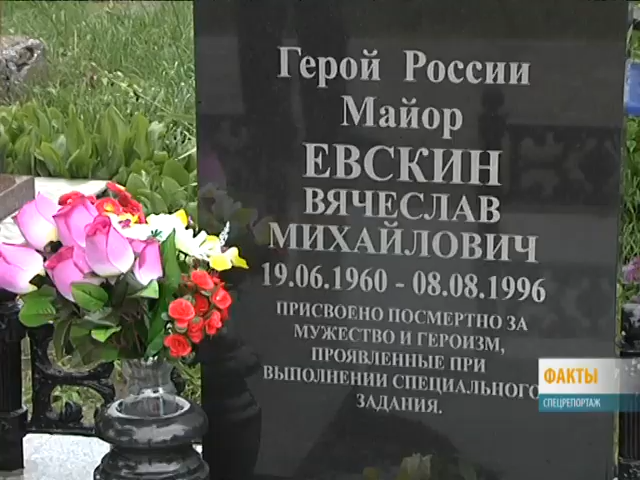 Герой России
Майор
ЕВСКИН
ВЯЧЕСЛАВ
МИХАЙЛОВИЧ
19.06.1960 - 08.08.1996
ПРИСВОЕНО ПОСМЕРТНО ЗА
МУЖЕСТВО И ГЕРОИЗМ,
ПРОЯВЛЕННЫЕ ПРИ
ВЫПОЛНЕНИИ СПЕЦИАЛЬНОГО
ЗАДАНИЯ.
ФАКТЫ
СПЕЦРЕПОРТАЖ